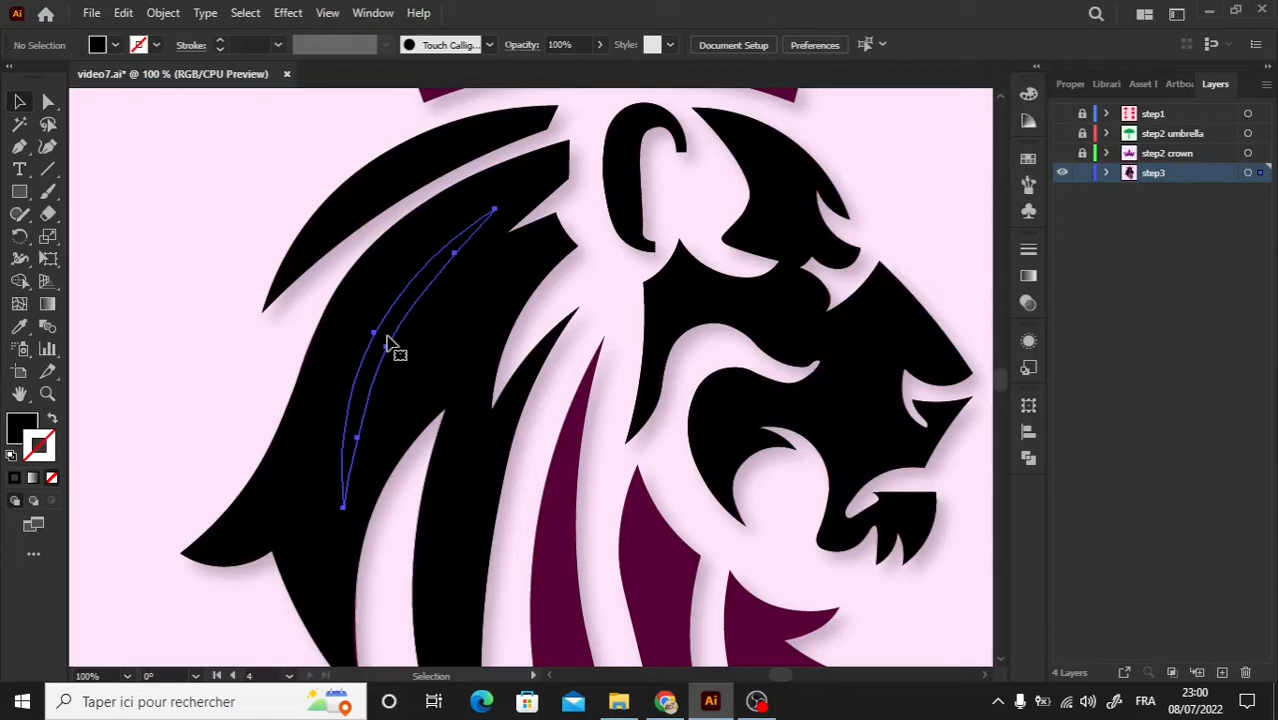 Ai File Edit Object Type Select Effect View Window Help
No Selection Stroke: Touch Callig... Opacity: 100% Style: Document Setup Preferences
video7.ai* @ 100 % (RGB/CPU Preview) ×
Proper Librari Asset I Artboa Layers
step1
step2 umbrella
step2 crown
step3
4 Layers
100% 0° 4 Selection
Taper ici pour rechercher
Ai FRA 23:00
08/07/2022